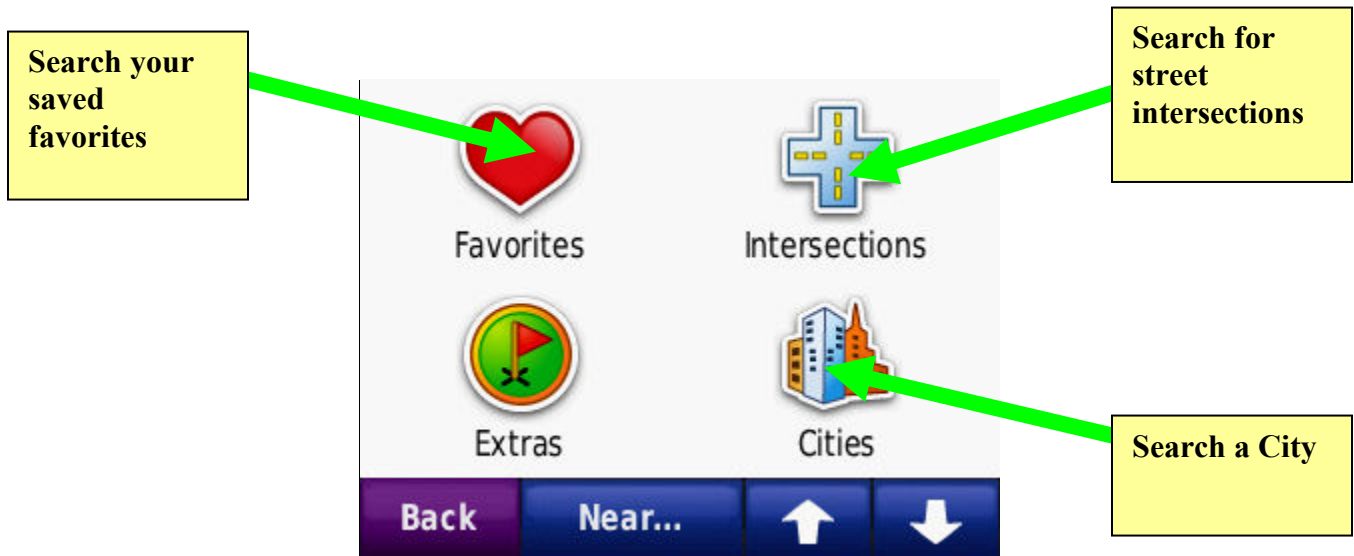 Search your
saved
favorites
Search for
street
intersections
Favorites
Intersections
Extras
Cities
Search a City
Back
Near...